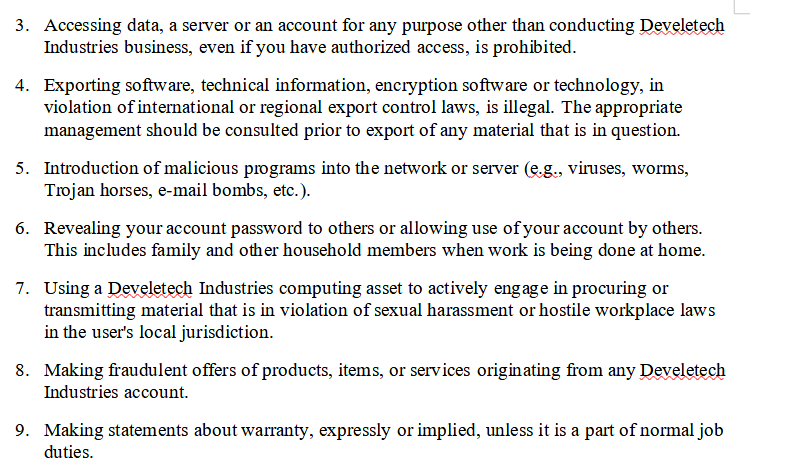 3. Accessing data, a server or an account for any purpose other than conducting Develetech
Industries business, even if you have authorized access, is prohibited.
4. Exporting software, technical information, encryption software or technology, in
violation of international or regional export control laws, is illegal. The appropriate
management should be consulted prior to export of any material that is in question.
5. Introduction of malicious programs into the network or server (e.g., viruses, worms,
Trojan horses, e-mail bombs, etc.).
6. Revealing your account password to others or allowing use of your account by others.
This includes family and other household members when work is being done at home.
7. Using a Develetech Industries computing asset to actively engage in procuring or
transmitting material that is in violation of sexual harassment or hostile workplace laws
in the user's local jurisdiction.
8. Making fraudulent offers of products, items, or services originating from any Develetech
Industries account.
9. Making statements about warranty, expressly or implied, unless it is a part of normal job
duties.